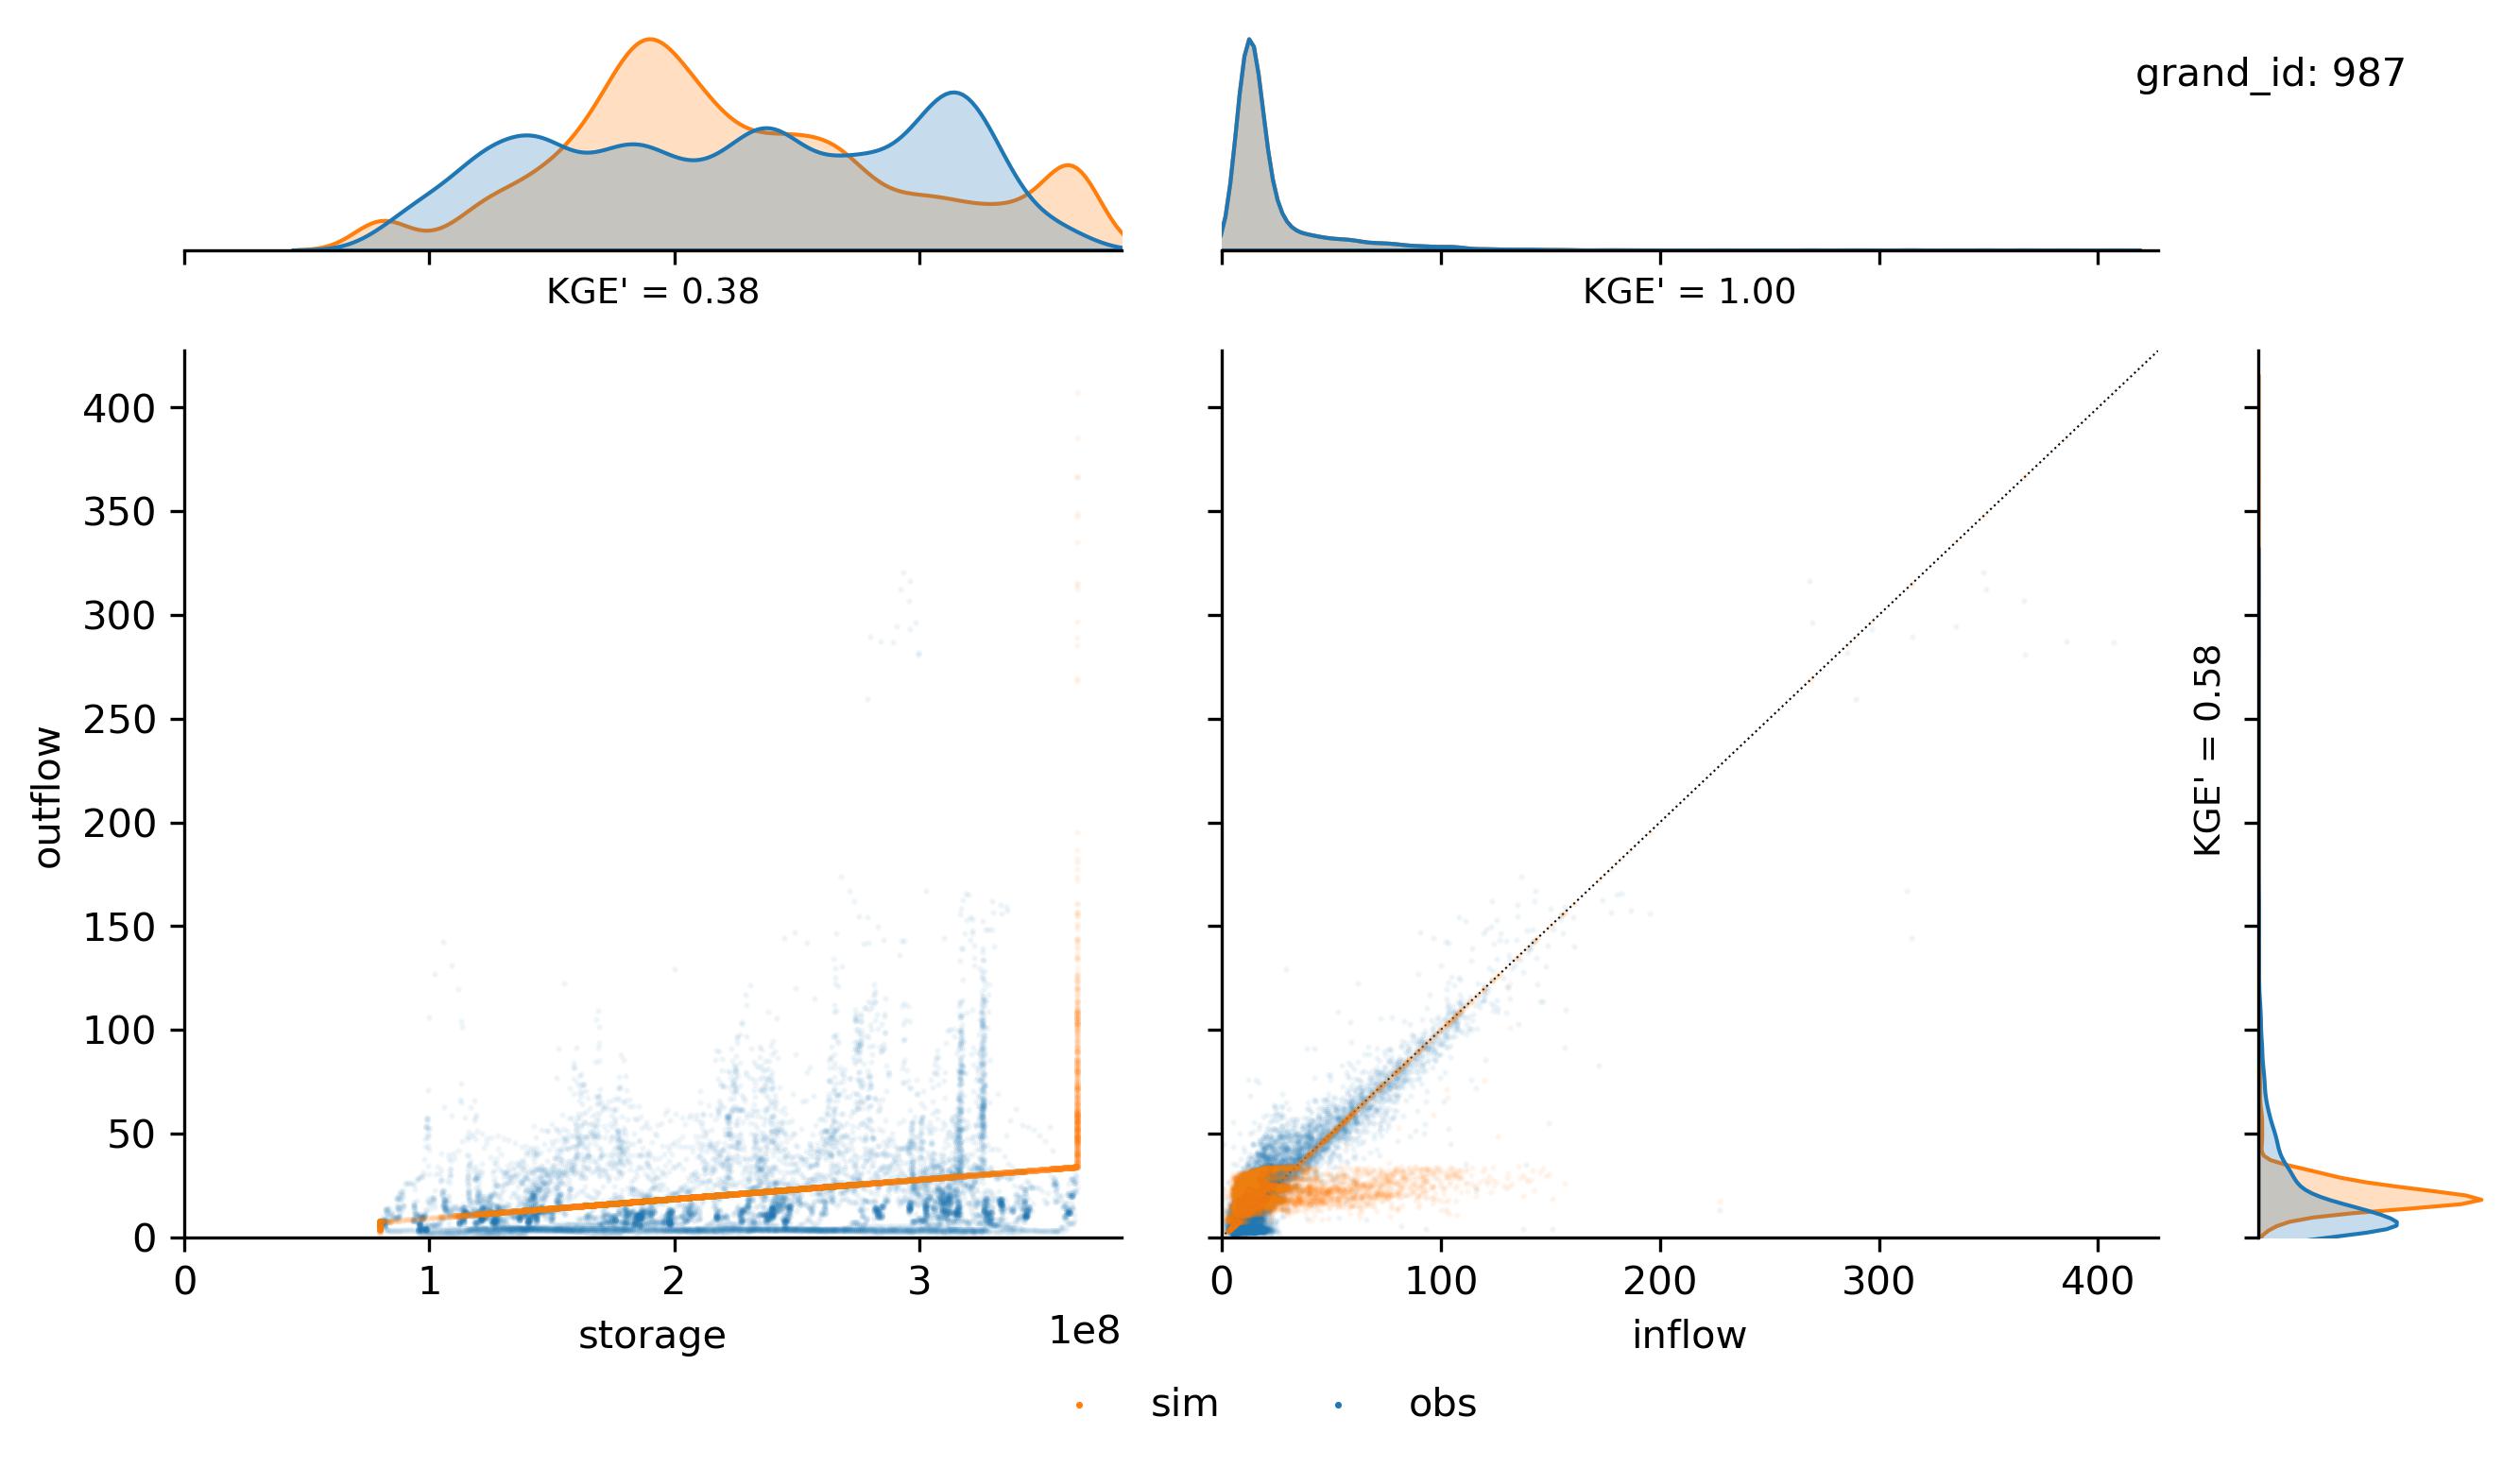 grand_id: 987
KGE' = 0.38
KGE' = 1.00
outflow
400
350
300
250
200
150
100
50
0
KGE' = 0.58
0 1 2 3
0 100 200 300 400
storage
1e8
inflow
sim
obs